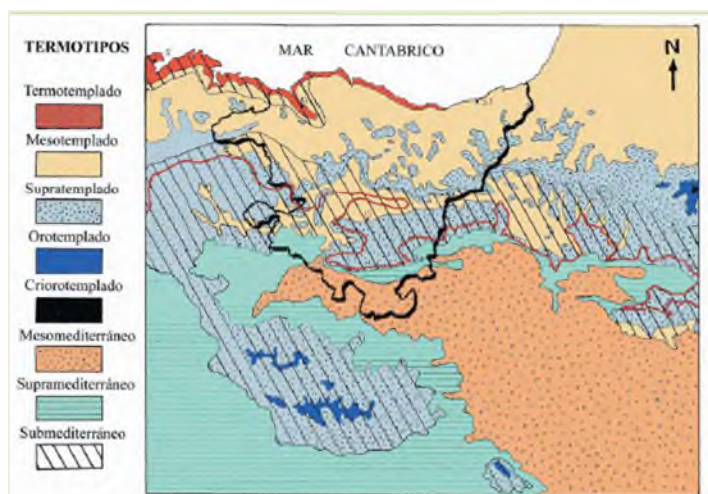 TERMOTIPOS
MAR CANTABRICO
N
Termotemplado
Mesotemplado
Supratemplado
Orotemplado
Criorotemplado
Mesomediterráneo
Supramediterráneo
Submediterráneo